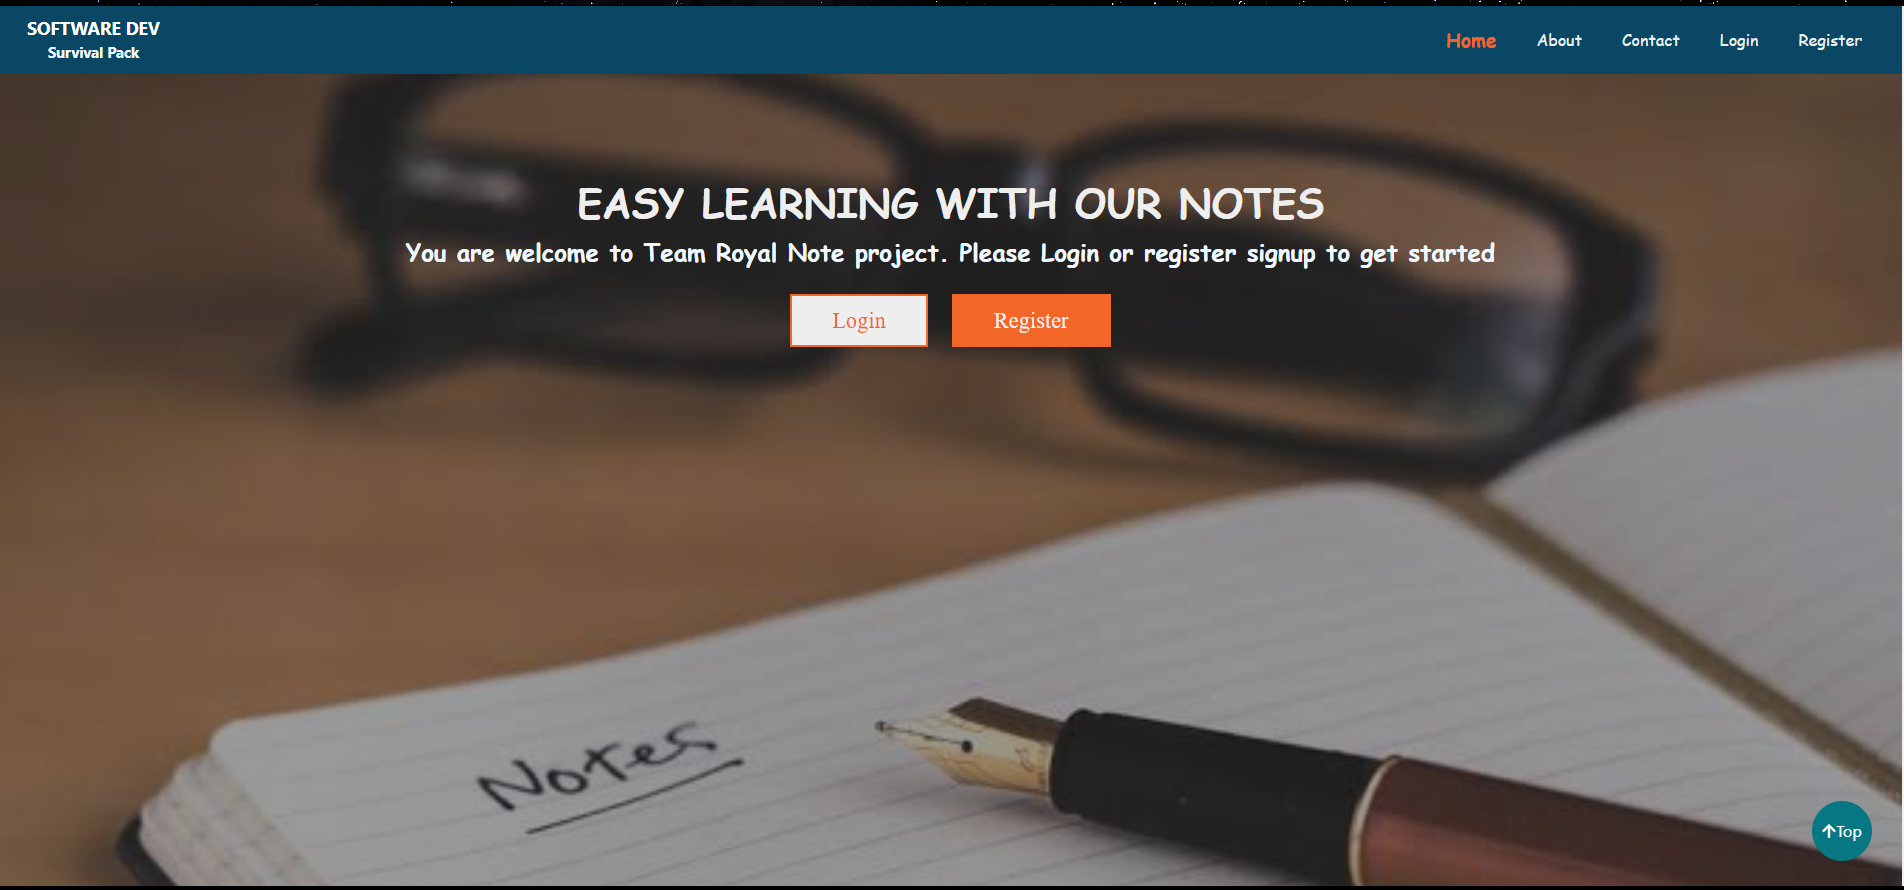 SOFTWARE DEV
Survival Pack
Home About Contact Login Register
EASY LEARNING WITH OUR NOTES
You are welcome to Team Royal Note project. Please Login or register signup to get started
Login Register
Notes
Top